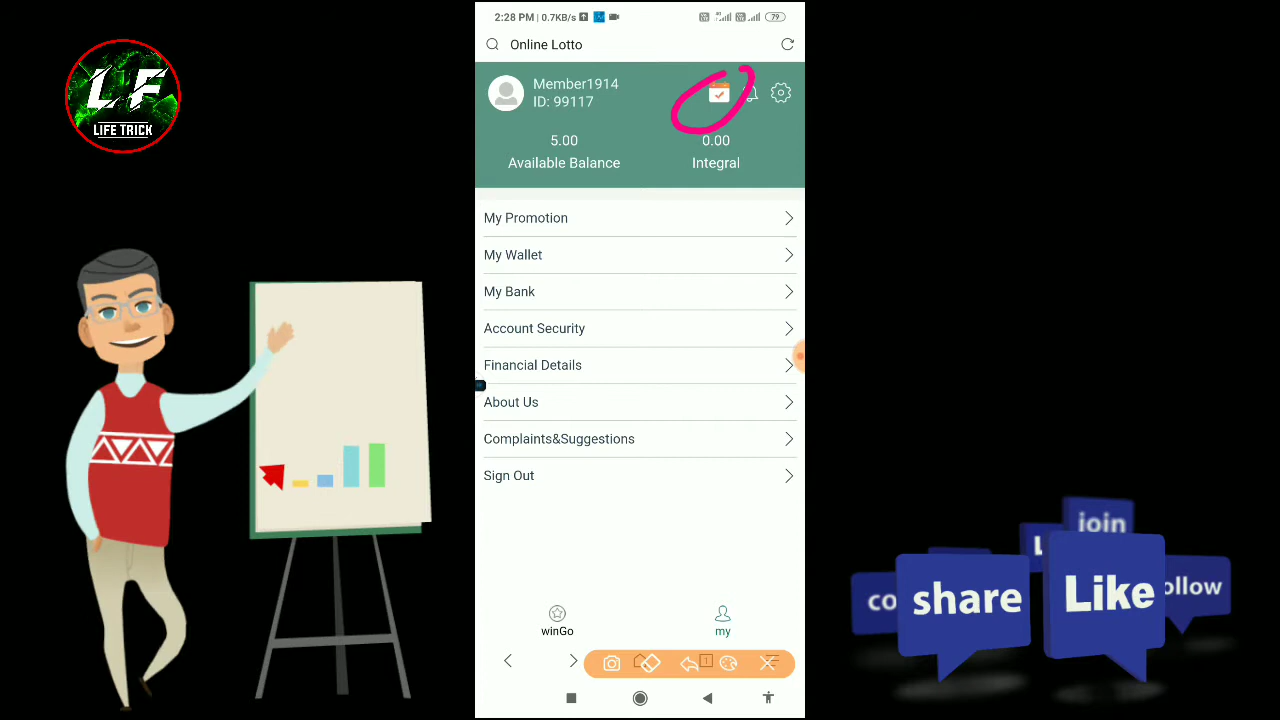 LF
LIFE TRICK
2:28 PM | 0.7KB/s
79
Online Lotto
Member1914
ID: 99117
5.00
0.00
Available Balance
Integral
My Promotion
My Wallet
My Bank
Account Security
Financial Details
About Us
Complaints&Suggestions
Sign Out
winGo
my
1
join
L
co
share
Like
ollow